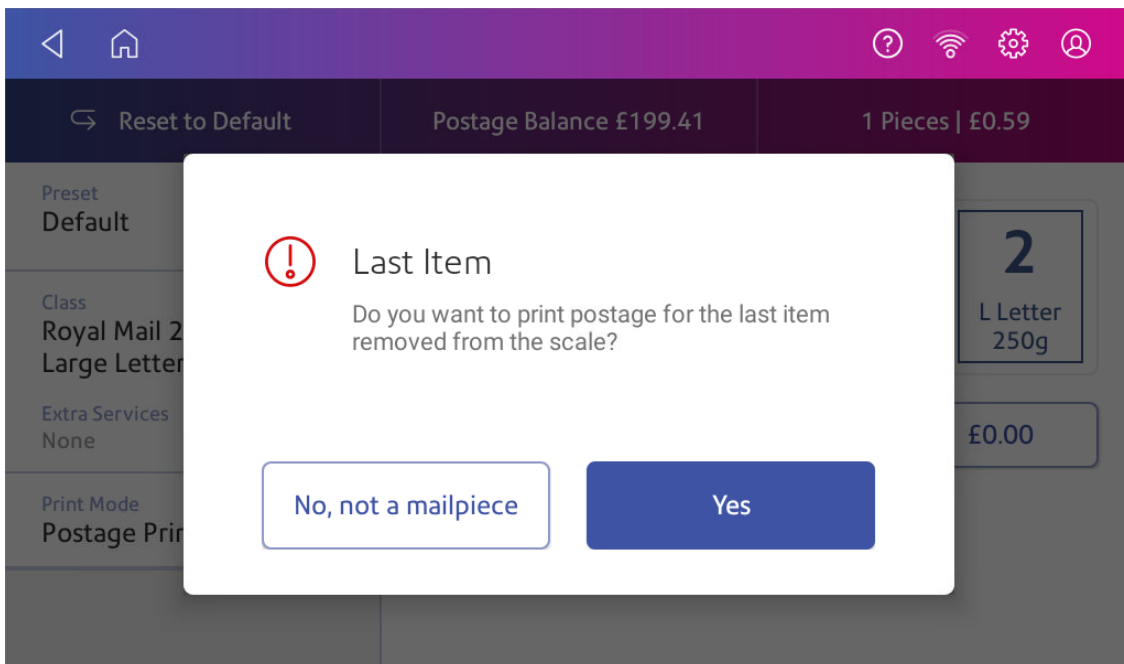 Reset to Default
Postage Balance £199.41
1 Pieces | £0.59
Preset
Default
Class
Royal Mail 2
Large Letter
Extra Services
None
Print Mode
Postage Prin
Last Item
Do you want to print postage for the last item
removed from the scale?
No, not a mailpiece
Yes
2
L Letter
250g
£0.00